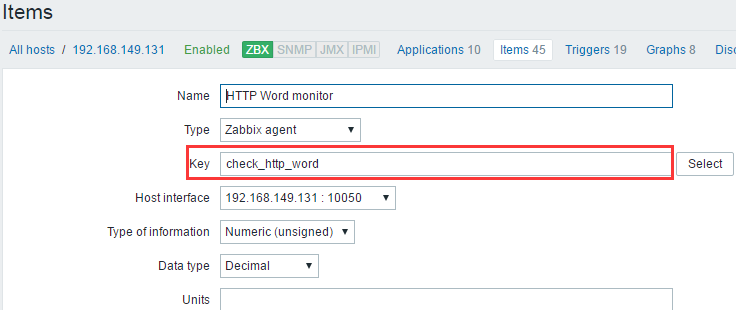 Items
All hosts / 192.168.149.131 Enabled ZBX SNMP JMX IPMI Applications 10 Items 45 Triggers 19 Graphs 8 Disc
Name HTTP Word monitor
Type Zabbix agent
Key check_http_word Select
Host interface 192.168.149.131 : 10050
Type of information Numeric (unsigned)
Data type Decimal
Units